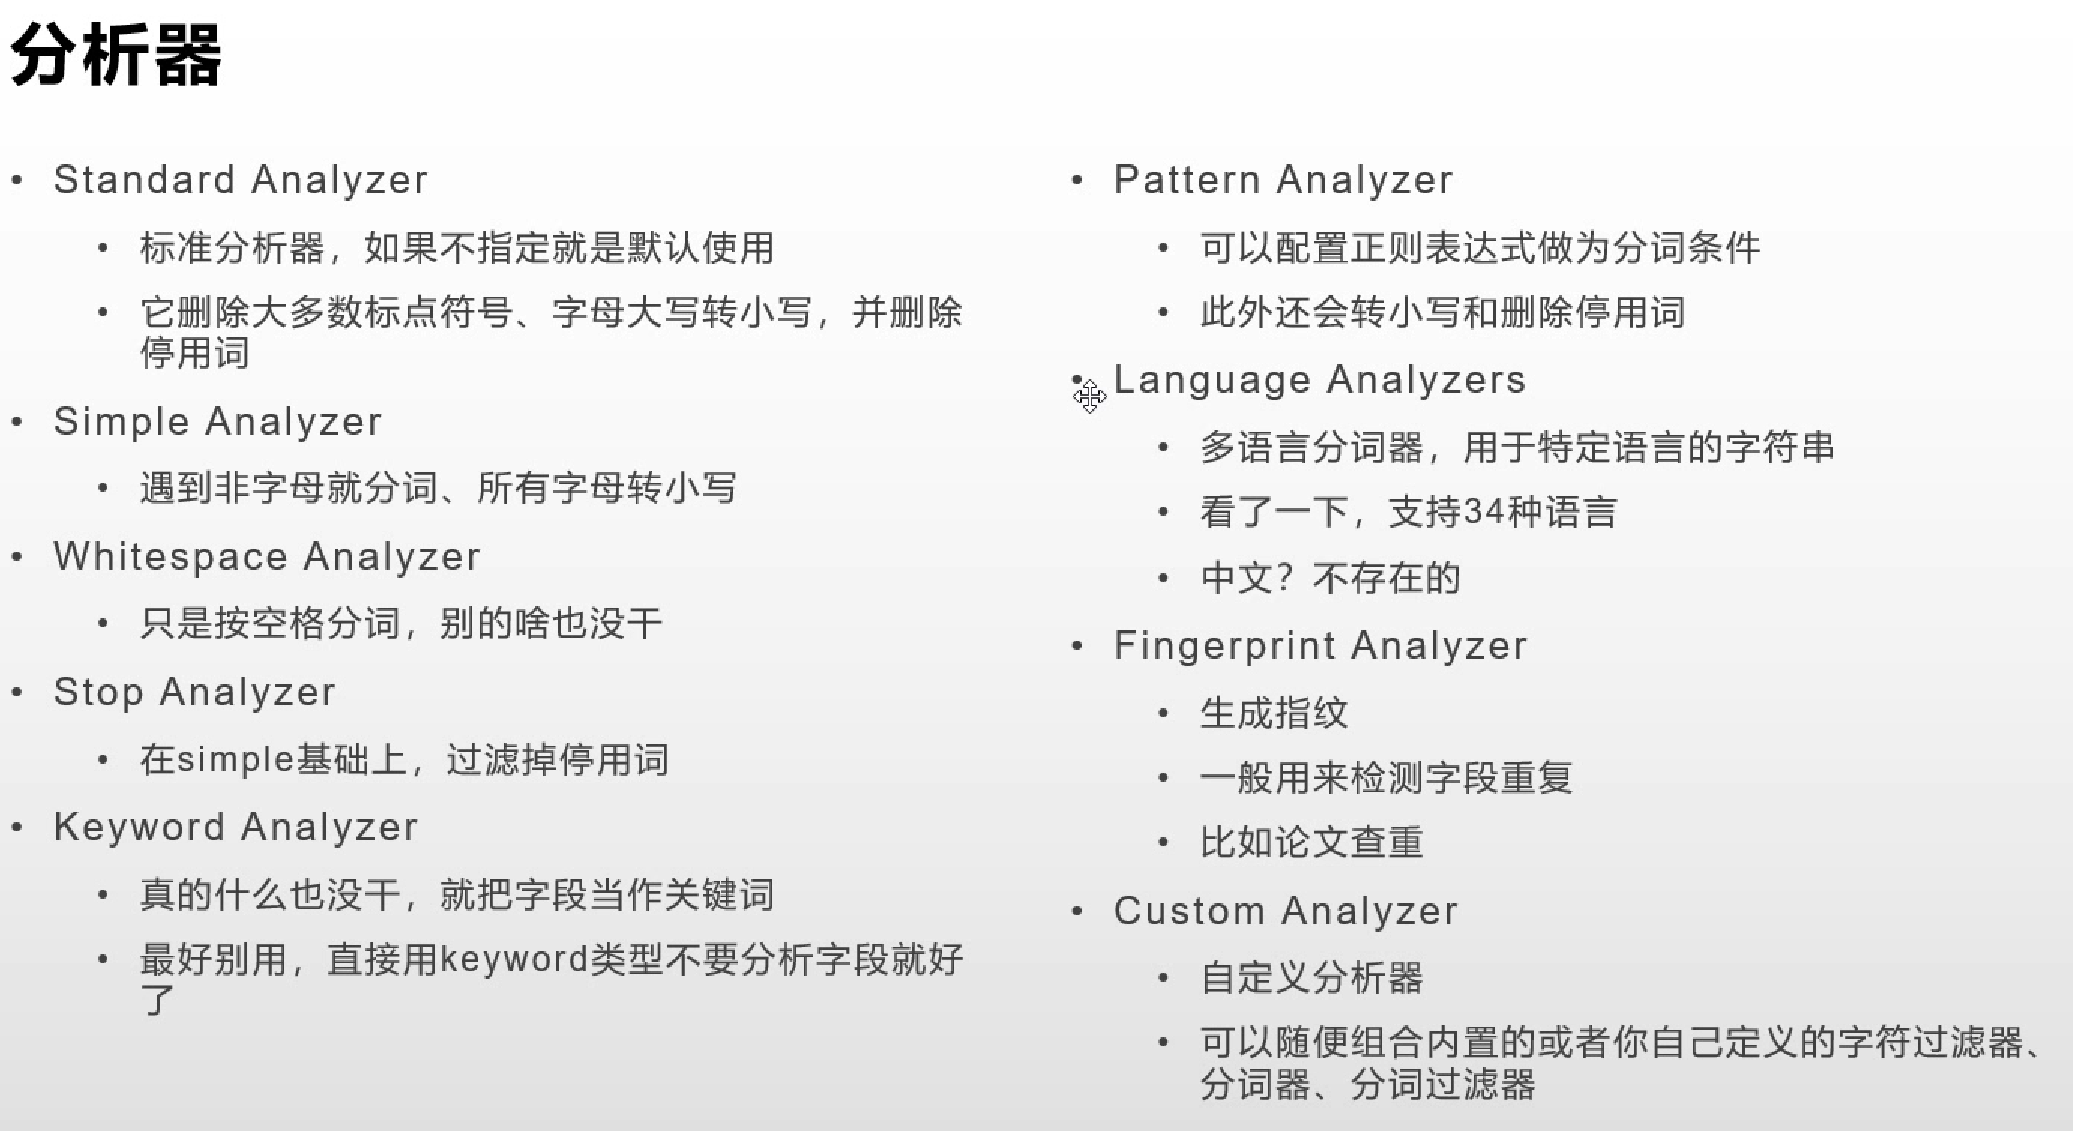 分析器
Standard Analyzer
标准分析器，如果不指定就是默认使用
它删除大多数标点符号、字母大写转小写，并删除
停用词
Simple Analyzer
遇到非字母就分词、所有字母转小写
Whitespace Analyzer
只是按空格分词，别的啥也没干
Stop Analyzer
在simple基础上，过滤掉停用词
Keyword Analyzer
真的什么也没干，就把字段当作关键词
最好别用，直接用keyword类型不要分析字段就好
了
Pattern Analyzer
可以配置正则表达式做为分词条件
此外还会转小写和删除停用词
Language Analyzers
多语言分词器，用于特定语言的字符串
看了一下，支持34种语言
中文？不存在的
Fingerprint Analyzer
生成指纹
一般用来检测字段重复
比如论文查重
Custom Analyzer
自定义分析器
可以随便组合内置的或者你自己定义的字符过滤器、
分词器、分词过滤器